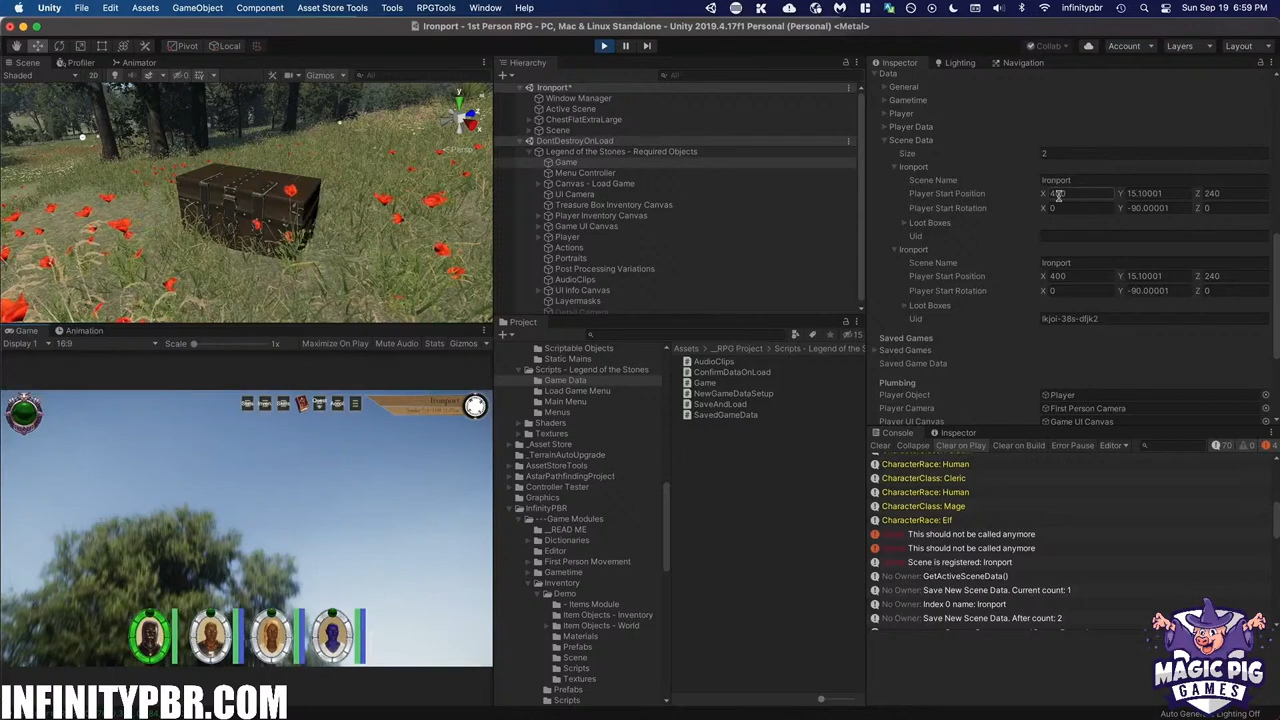 Unity File Edit Assets GameObject Component Asset Store Tools Tools RPGTools Window Help
Infinitypbr Sun Sep 19 6:59 PM
Ironport - 1st Person RPG - PC, Mac & Linux Standalone - Unity 2019.4.17f1 Personal (Personal) <Metal>
Pivot Local Collab Account Layers Layout
Scene Profiler Animator
Shaded 2D Gizmos All
y x z
Persp
Game Animation
Display 1 16:9 Scale 1x Maximize On Play Mute Audio Stats Gizmos
Ironport
Hierarchy
All
Ironport*
Window Manager
Active Scene
ChestFlatExtraLarge
Scene
DontDestroyOnLoad
Legend of the Stones - Required Objects
Game
Menu Controller
Canvas - Load Game
UI Camera
Treasure Box Inventory Canvas
Player Inventory Canvas
Game UI Canvas
Player
Actions
Portraits
Post Processing Variations
AudioClips
UI Info Canvas
Layermasks
Detail Camera
Project
15
Scriptable Objects
Static Mains
Scripts - Legend of the Stones
Game Data
Load Game Menu
Main Menu
Menus
Shaders
Textures
_Asset Store
_TerrainAutoUpgrade
AssetStoreTools
AstarPathfindingProject
Controller Tester
Graphics
InfinityPBR
---Game Modules
__READ ME
Dictionaries
Editor
First Person Movement
Gametime
Inventory
Demo
- Items Module
Item Objects - Inventory
Item Objects - World
Materials
Prefabs
Scene
Scripts
Textures
Prefabs
Scripts
Assets > __RPG Project > Scripts - Legend of the S
AudioClips
ConfirmDataOnLoad
Game
NewGameDataSetup
SaveAndLoad
SavedGameData
Inspector Lighting Navigation
Data
General
Gametime
Player
Player Data
Scene Data
Size 2
Ironport
Scene Name Ironport
Player Start Position X Y 15.10001 Z 240
Player Start Rotation X 0 Y -90.00001 Z 0
Loot Boxes
Uid
Ironport
Scene Name Ironport
Player Start Position X 400 Y 15.10001 Z 240
Player Start Rotation X 0 Y -90.00001 Z 0
Loot Boxes
Uid lkjoi-38s-dfjk2
Saved Games
Saved Games
Saved Game Data
Plumbing
Player Object Player
Player Camera First Person Camera
Player UI Canvas Game UI Canvas
Console Inspector
Clear Collapse Clear on Play Clear on Build Error Pause Editor 70 0 4
CharacterRace: Human
CharacterClass: Cleric
CharacterRace: Human
CharacterClass: Mage
CharacterRace: Elf
This should not be called anymore
This should not be called anymore
Scene is registered: Ironport
No Owner: GetActiveSceneData()
No Owner: Save New Scene Data. Current count: 1
No Owner: Index 0 name: Ironport
No Owner: Save New Scene Data. After count: 2
MAGIC PIG
GAMES
INFINITYPBR.COM
Auto Generate Lighting Off